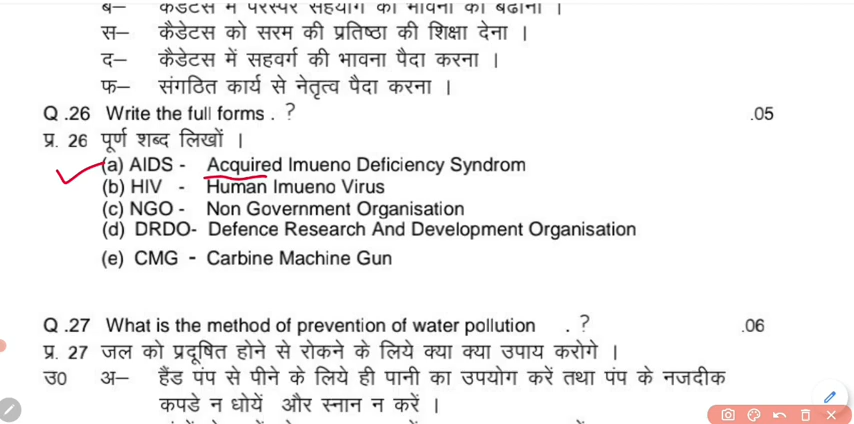 ब– कैडेटस में परस्पर सहयोग की भावना को बढाना ।
स– कैडेटस को सरम की प्रतिष्ठा की शिक्षा देना ।
द– कैडेटस में सहवर्ग की भावना पैदा करना ।
फ– संगठित कार्य से नेतृत्व पैदा करना ।
Q .26 Write the full forms . ? .05
प्र. 26 पूर्ण शब्द लिखों ।
(a) AIDS - Acquired Imueno Deficiency Syndrom
(b) HIV - Human Imueno Virus
(c) NGO - Non Government Organisation
(d) DRDO- Defence Research And Development Organisation
(e) CMG - Carbine Machine Gun
Q .27 What is the method of prevention of water pollution . ? .06
प्र. 27 जल को प्रदूषित होने से रोकने के लिये क्या क्या उपाय करोगे ।
उ0 अ– हैंड पंप से पीने के लिये ही पानी का उपयोग करें तथा पंप के नजदीक
कपडे न धोयें और स्नान न करें ।